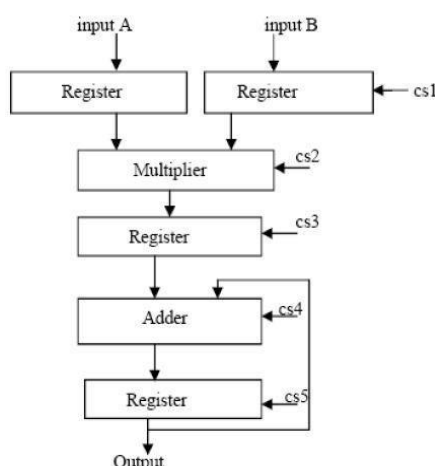 input A
input B
Register
Register
cs1
Multiplier
cs2
Register
cs3
Adder
cs4
Register
cs5
Output